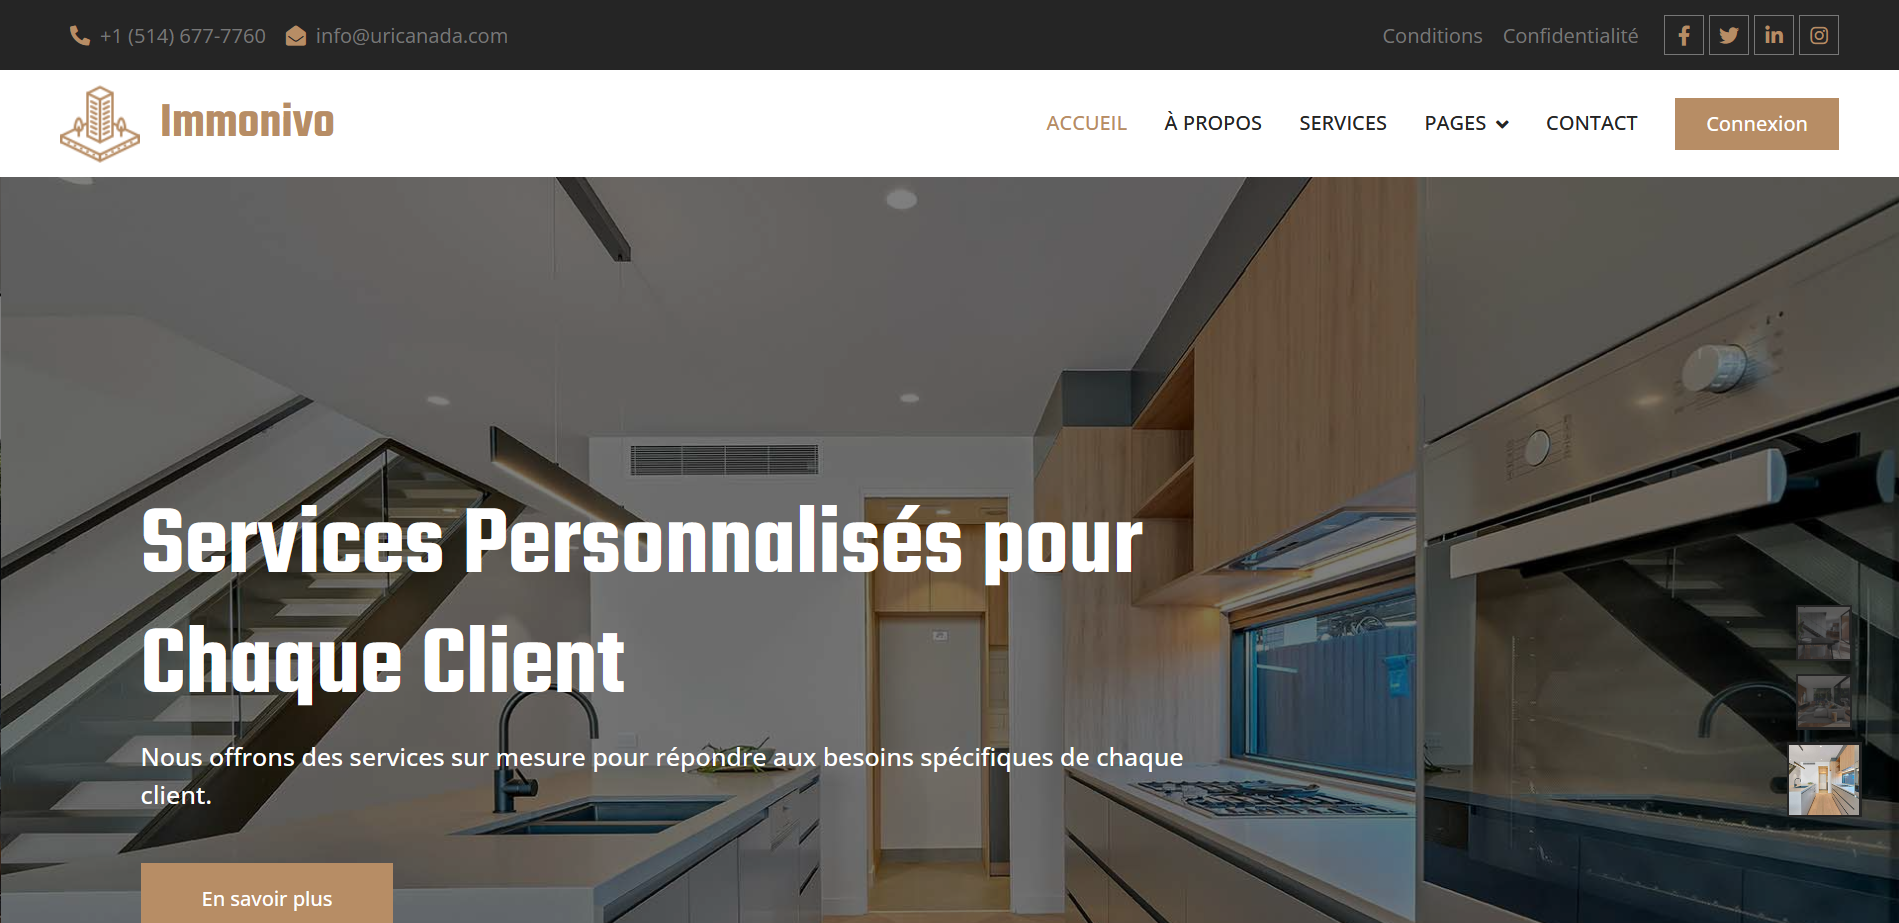 +1 (514) 677-7760 info@uricanada.com Conditions Confidentialité
Immonivo ACCUEIL À PROPOS SERVICES PAGES CONTACT Connexion
Services Personnalisés pour
Chaque Client
Nous offrons des services sur mesure pour répondre aux besoins spécifiques de chaque
client.
En savoir plus